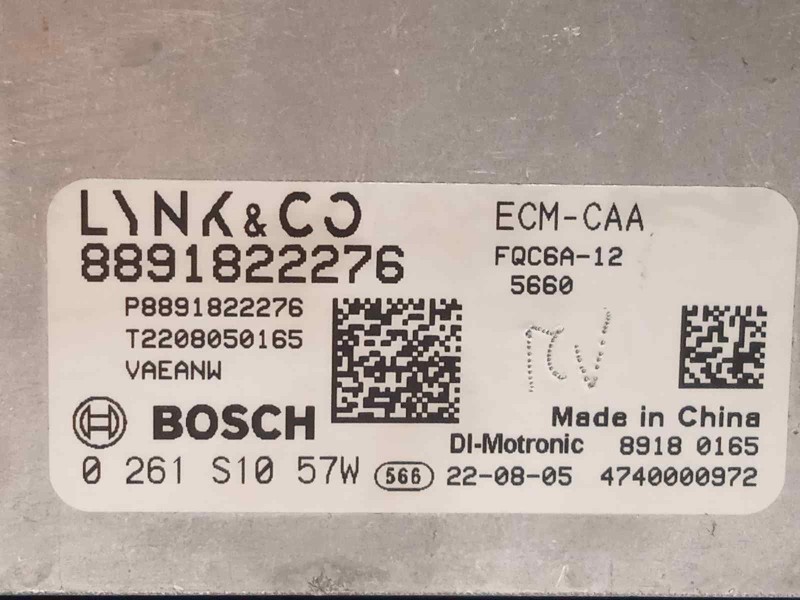 LYNK & CO
8891822276
P8891822276
T2208050165
VAEANW
ECM-CAA
FQC6A-12
5660
BOSCH
Made in China
DI-Motronic 8918 0165
0 261 S10 57W 566 22-08-05 4740000972